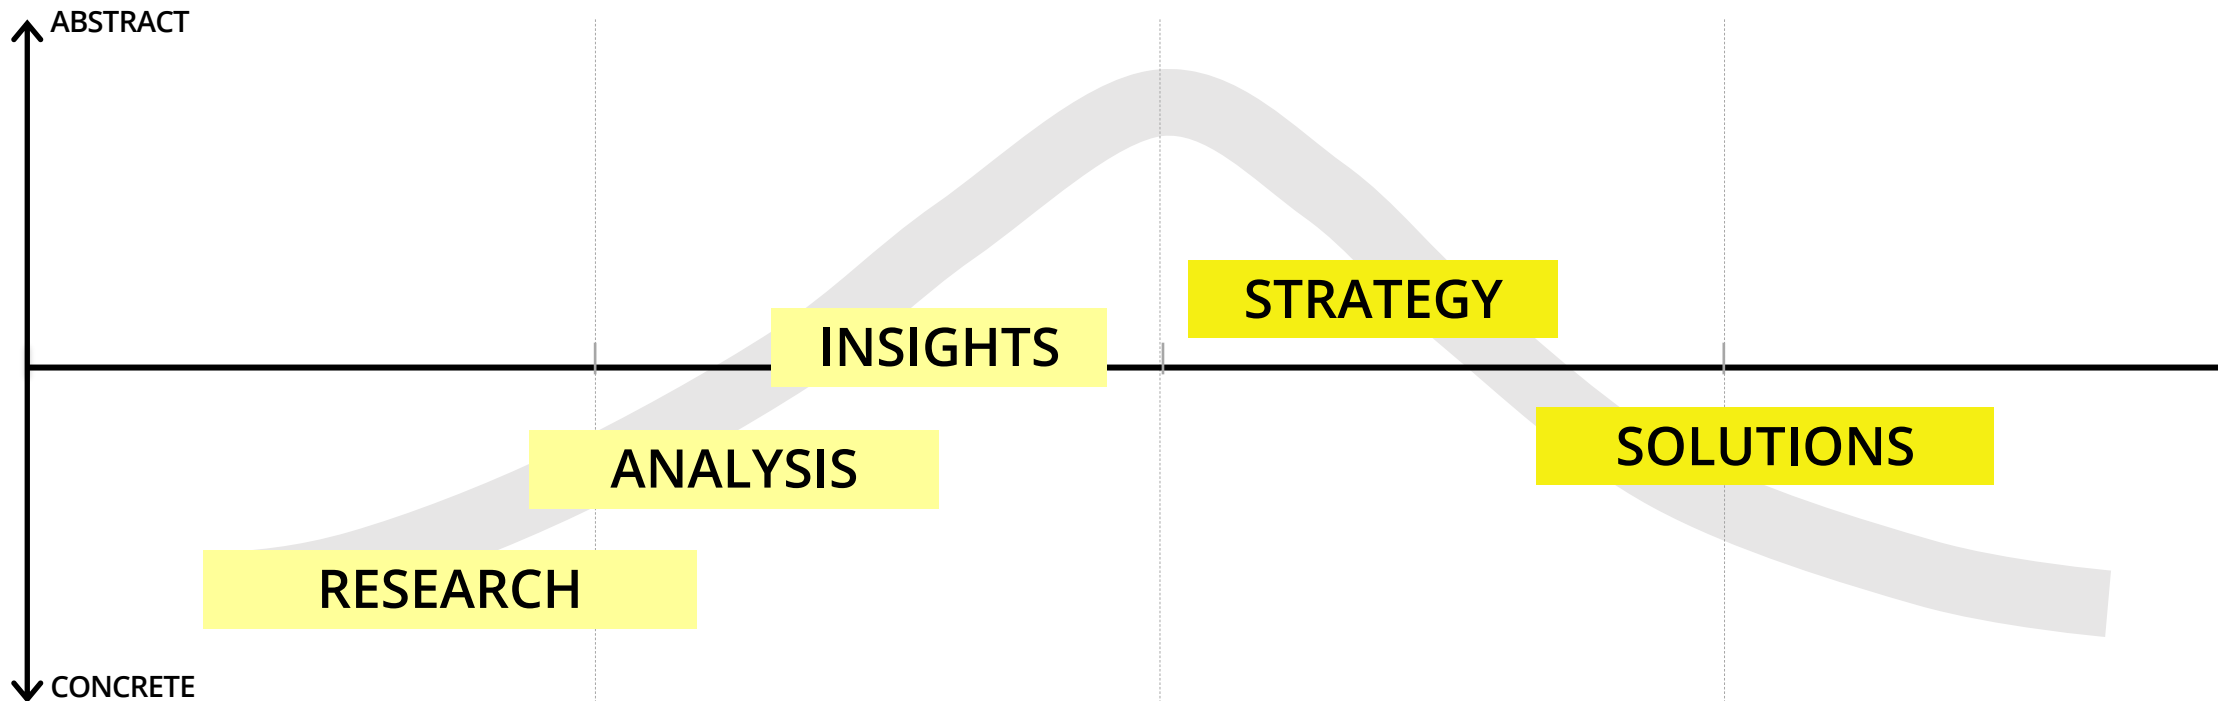 ABSTRACT
STRATEGY
INSIGHTS
ANALYSIS
SOLUTIONS
RESEARCH
CONCRETE